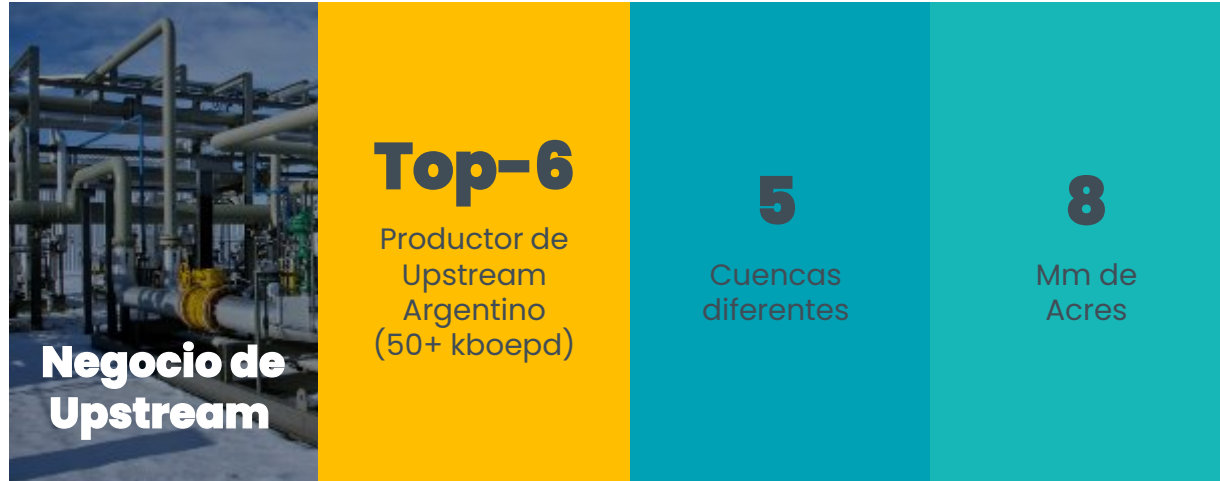 Negocio de
Upstream
Top-6
Productor de
Upstream
Argentino
(50+ kboepd)
5
Cuencas
diferentes
8
Mm de
Acres